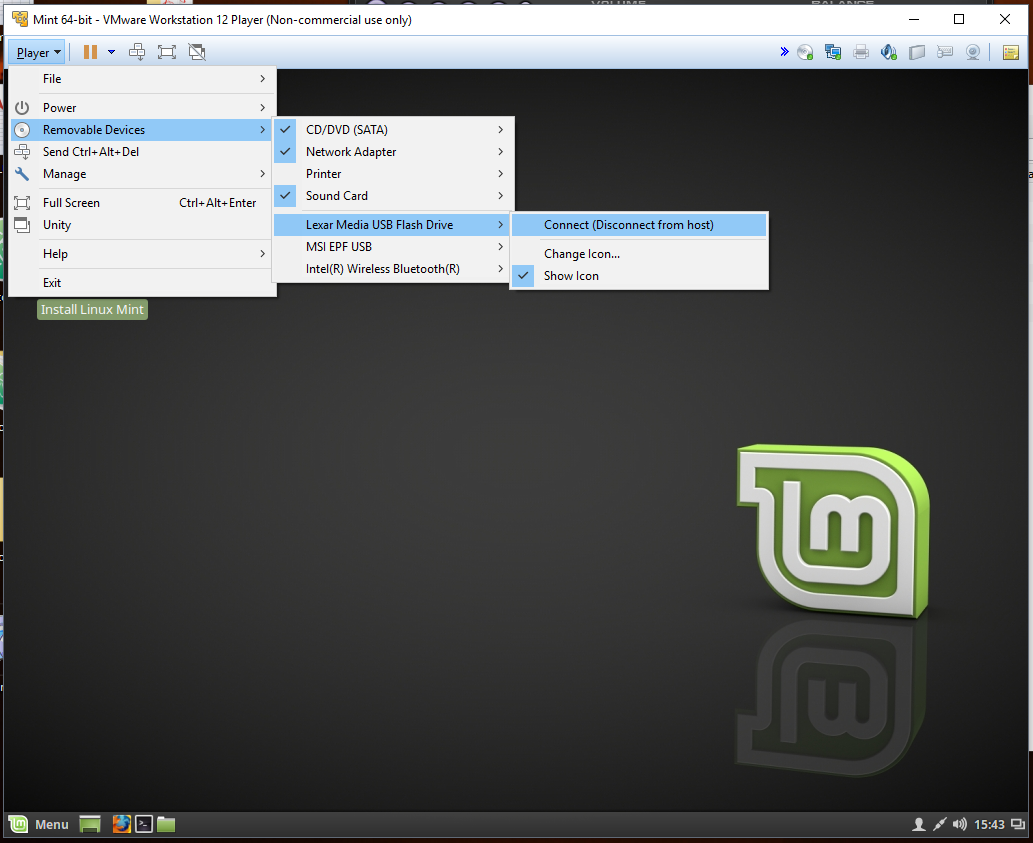 VOLUME BALANCE
Mint 64-bit - VMware Workstation 12 Player (Non-commercial use only)
Player
File
Power
Removable Devices
Send Ctrl+Alt+Del
Manage
Full Screen Ctrl+Alt+Enter
Unity
Help
Exit
CD/DVD (SATA)
Network Adapter
Printer
Sound Card
Lexar Media USB Flash Drive
MSI EPF USB
Intel(R) Wireless Bluetooth(R)
Connect (Disconnect from host)
Change Icon...
Show Icon
Install Linux Mint
Menu 15:43